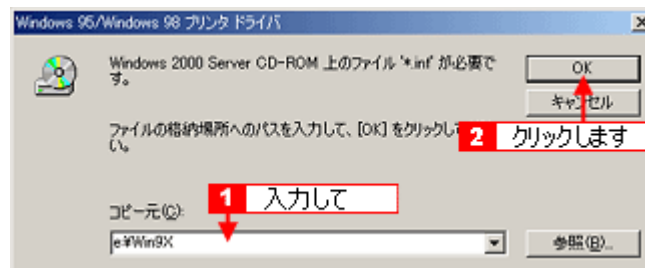 Windows 95/Windows 98 プリンタ ドライバ
Windows 2000 Server CD-ROM 上のファイル '*.inf' が必要で
す。
OK
キャンセル
ファイルの格納場所へのパスを入力して、[OK] をクリックして
い。
2 クリックします
1 入力して
コピー元(C):
e:¥Win9X
参照(B)...